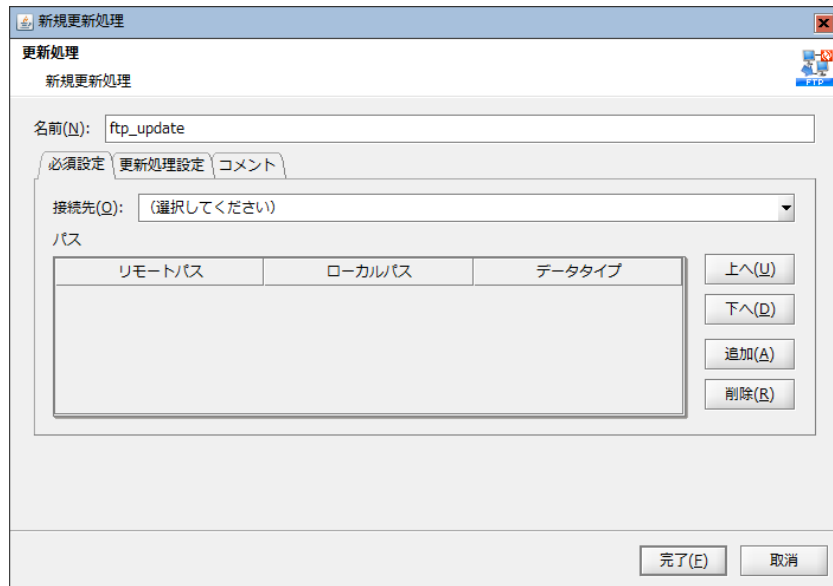 新規更新処理
更新処理
新規更新処理
FTP
名前(N): ftp_update
必須設定 更新処理設定 コメント
接続先(O): （選択してください）
パス
リモートパス ローカルパス データタイプ
上へ(U)
下へ(D)
追加(A)
削除(R)
完了(F) 取消